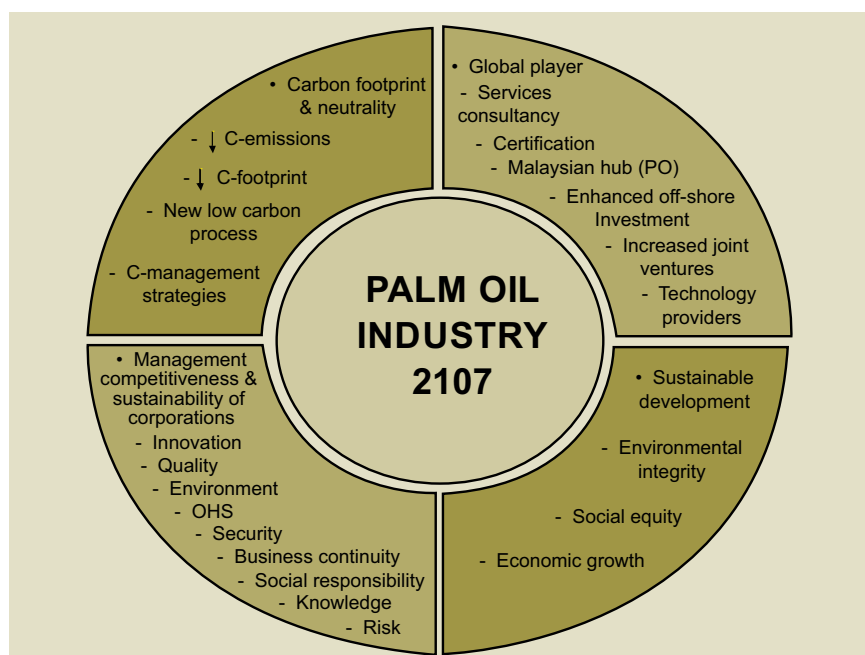 • Carbon footprint
& neutrality
- ↓ C-emissions
- ↓ C-footprint
- New low carbon
process
- C-management
strategies
• Global player
- Services
consultancy
- Certification
- Malaysian hub (PO)
- Enhanced off-shore
Investment
- Increased joint
ventures
- Technology
providers
PALM OIL
INDUSTRY
2107
• Management
competitiveness &
sustainability of
corporations
- Innovation
- Quality
- Environment
- OHS
- Security
- Business continuity
- Social responsibility
- Knowledge
- Risk
• Sustainable
development
- Environmental
integrity
- Social equity
- Economic growth